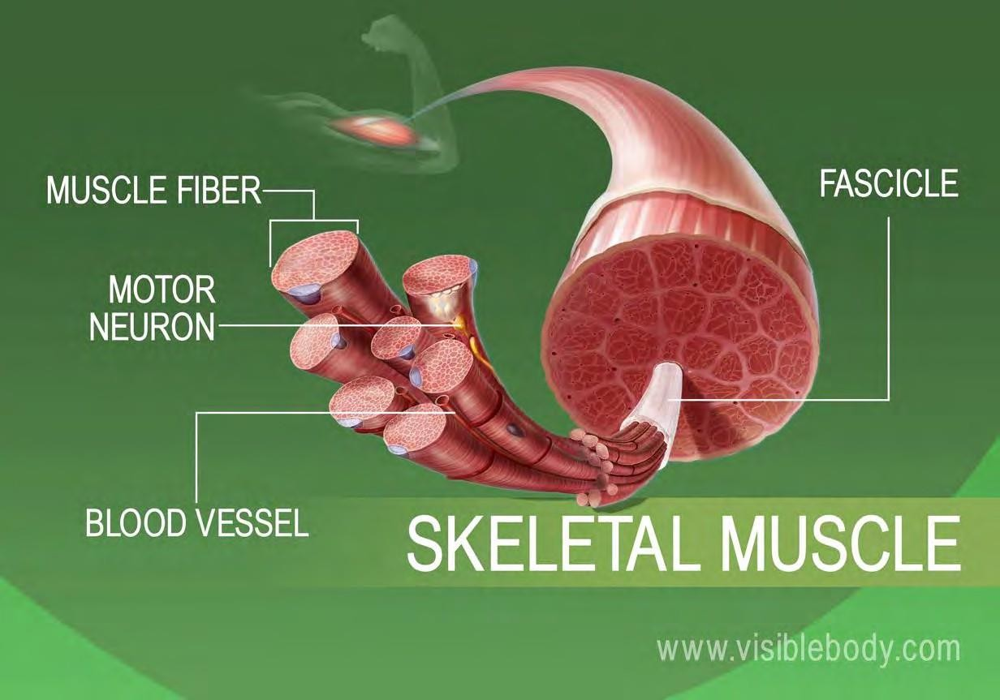 MUSCLE FIBER
FASCICLE
MOTOR
NEURON
BLOOD VESSEL
SKELETAL MUSCLE
www.visiblebody.com